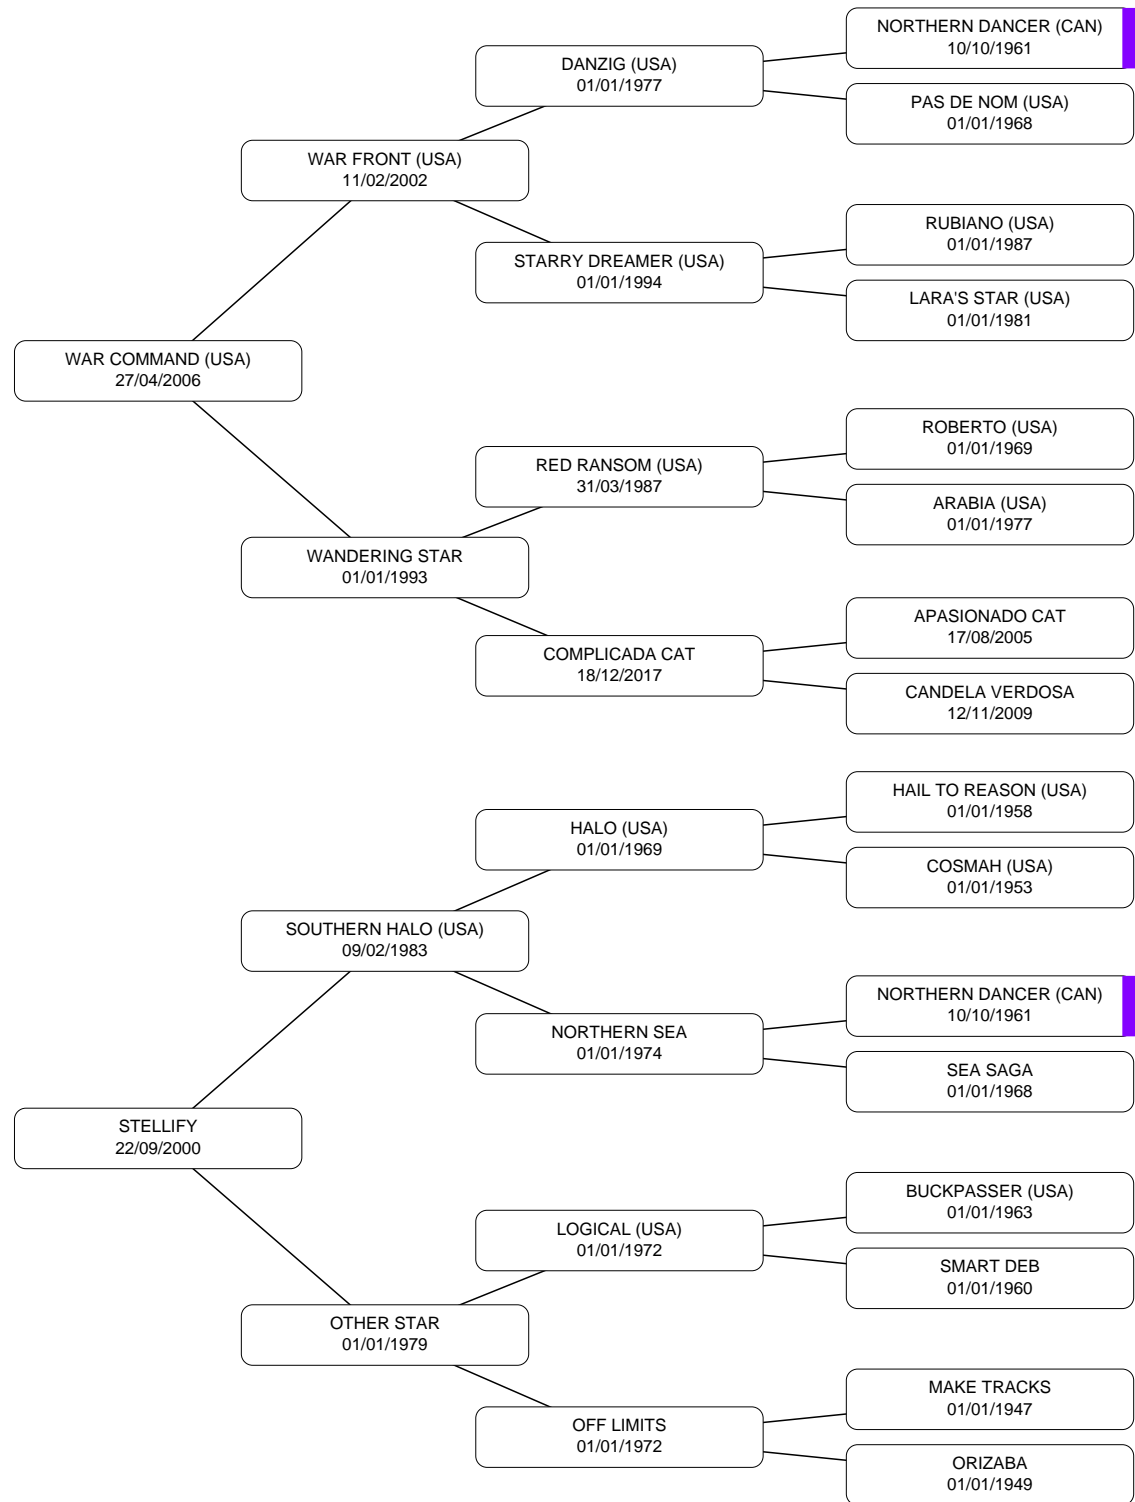 NORTHERN DANCER (CAN)
10/10/1961
DANZIG (USA)
01/01/1977
PAS DE NOM (USA)
01/01/1968
WAR FRONT (USA)
11/02/2002
RUBIANO (USA)
01/01/1987
STARRY DREAMER (USA)
01/01/1994
LARA'S STAR (USA)
01/01/1981
WAR COMMAND (USA)
27/04/2006
ROBERTO (USA)
01/01/1969
RED RANSOM (USA)
31/03/1987
ARABIA (USA)
01/01/1977
WANDERING STAR
01/01/1993
APASIONADO CAT
17/08/2005
COMPLICADA CAT
18/12/2017
CANDELA VERDOSA
12/11/2009
HAIL TO REASON (USA)
01/01/1958
HALO (USA)
01/01/1969
COSMAH (USA)
01/01/1953
SOUTHERN HALO (USA)
09/02/1983
NORTHERN DANCER (CAN)
10/10/1961
NORTHERN SEA
01/01/1974
SEA SAGA
01/01/1968
STELLIFY
22/09/2000
BUCKPASSER (USA)
01/01/1963
LOGICAL (USA)
01/01/1972
SMART DEB
01/01/1960
OTHER STAR
01/01/1979
MAKE TRACKS
01/01/1947
OFF LIMITS
01/01/1972
ORIZABA
01/01/1949